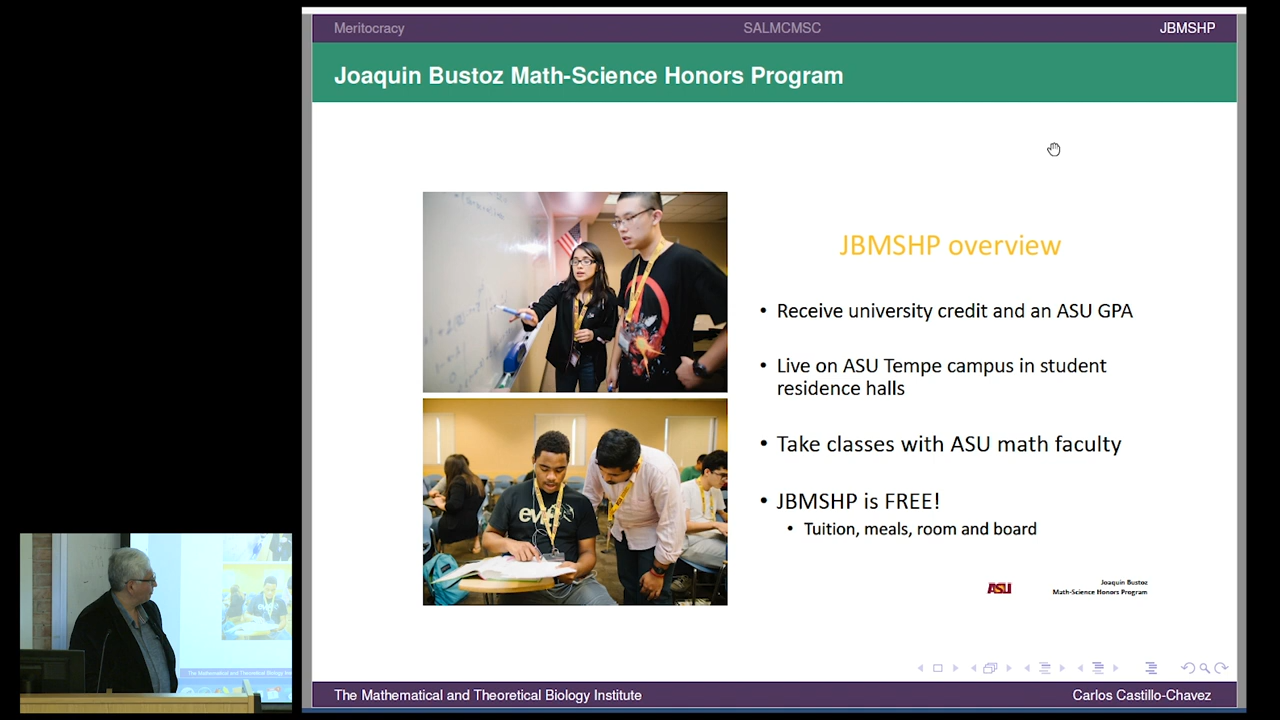 Meritocracy SALMCMSC JBMSHP
Joaquin Bustoz Math-Science Honors Program
JBMSHP overview
• Receive university credit and an ASU GPA
• Live on ASU Tempe campus in student
residence halls
• Take classes with ASU math faculty
• JBMSHP is FREE!
• Tuition, meals, room and board
ASU
Joaquin Bustoz
Math-Science Honors Program
The Mathematical and Theoretical Biology Institute Carlos Castillo-Chavez